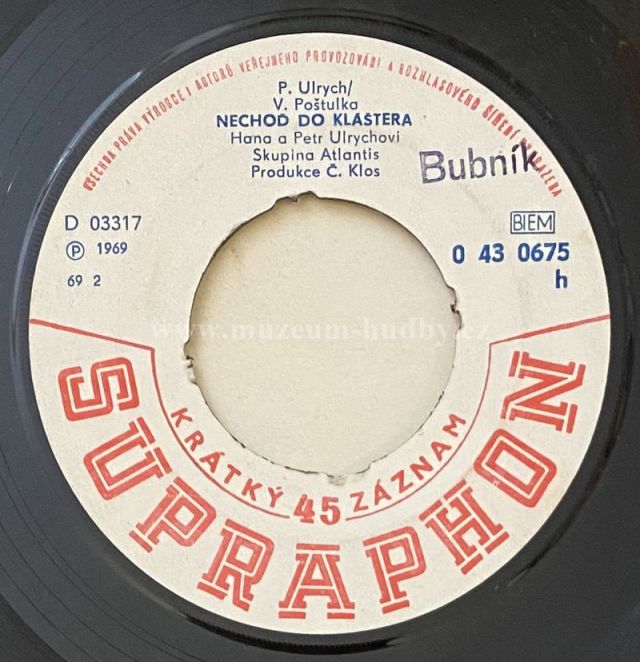 VŠECHNA PRÁVA VÝROBCE I AUTORŮ VEŘEJNÉHO PROVOZOVÁNÍ A ROZHLASOVÉHO ŠÍŘENÍ VYHRAZENA
P. Ulrych/
V. Poštulka
NECHOĎ DO KLÁŠTERA
Hana a Petr Ulrychovi
Skupina Atlantis
Produkce Č. Klos
Bubník
D 03317
℗ 1969
69 2
BIEM
0 43 0675
h
www.muzeum-hudby.cz
KRÁTKÝ 45 ZÁZNAM
SUPRAPHON